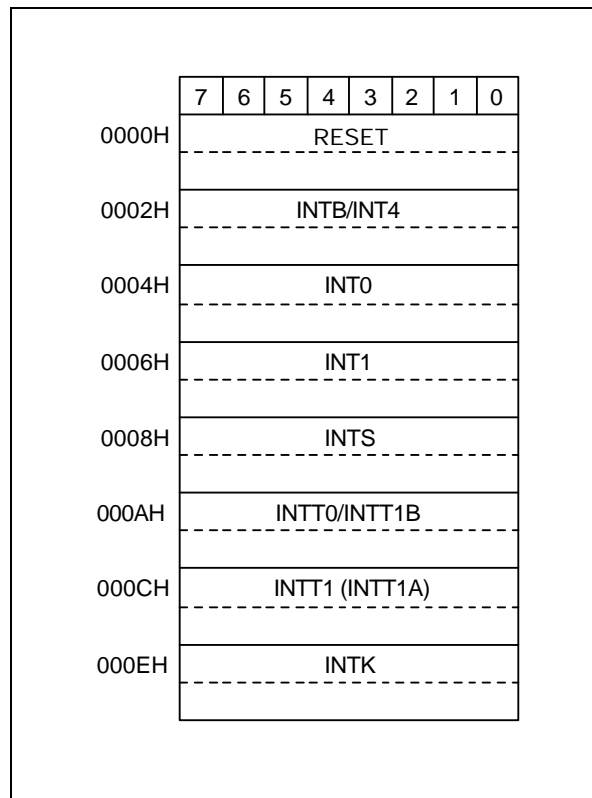 7 6 5 4 3 2 1 0
0000H RESET
0002H INTB/INT4
0004H INT0
0006H INT1
0008H INTS
000AH INTT0/INTT1B
000CH INTT1 (INTT1A)
000EH INTK